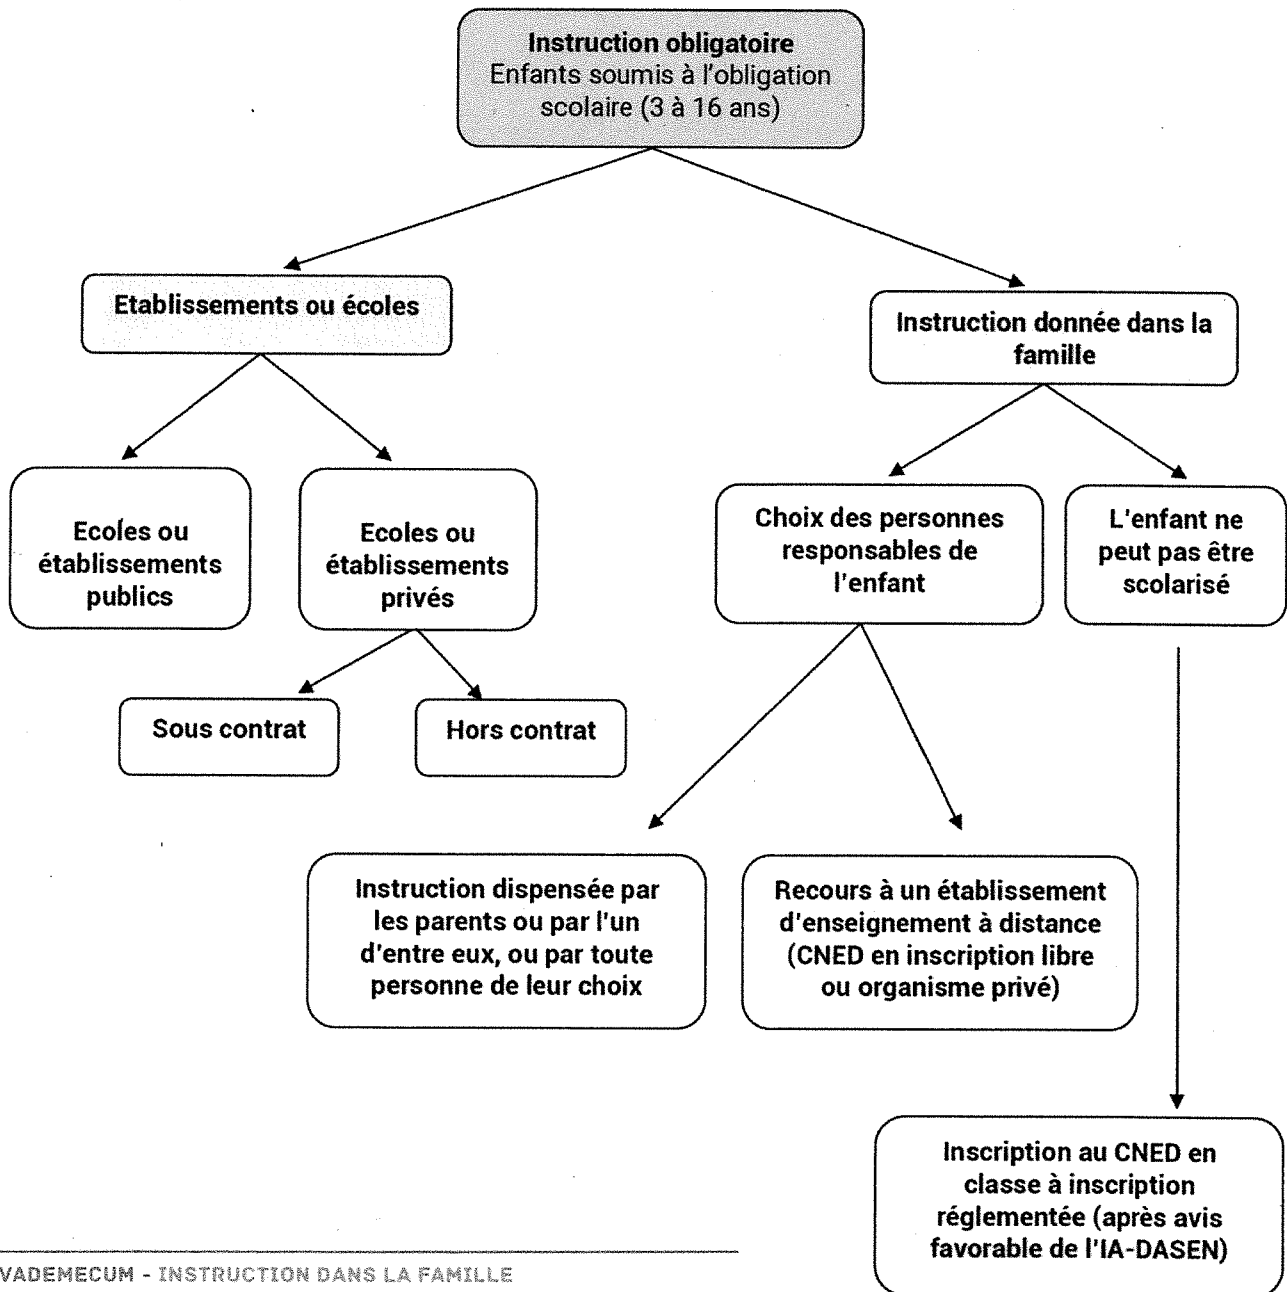 Instruction obligatoire
Enfants soumis à l'obligation
scolaire (3 à 16 ans)
Etablissements ou écoles
Instruction donnée dans la
famille
Ecoles ou
établissements
publics
Ecoles ou
établissements
privés
Choix des personnes
responsables de
l'enfant
L'enfant ne
peut pas être
scolarisé
Sous contrat
Hors contrat
Instruction dispensée par
les parents ou par l'un
d'entre eux, ou par toute
personne de leur choix
Recours à un établissement
d'enseignement à distance
(CNED en inscription libre
ou organisme privé)
Inscription au CNED en
classe à inscription
réglementée (après avis
favorable de l'IA-DASEN)
VADEMECUM - INSTRUCTION DANS LA FAMILLE